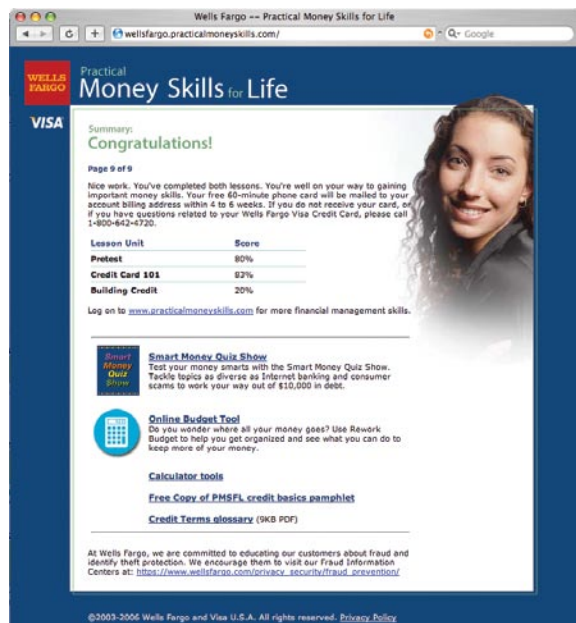 Wells Fargo -- Practical Money Skills for Life
wellsfargo.practicalmoneyskills.com/
Google
WELLS
FARGO
Practical
Money Skills for Life
VISA
Summary:
Congratulations!
Page 9 of 9
Nice work. You've completed both lessons. You're well on your way to gaining
important money skills. Your free 60-minute phone card will be mailed to your
account billing address within 4 to 6 weeks. If you do not receive your card, or
if you have questions related to your Wells Fargo Visa Credit Card, please call
1-800-642-4720.
Lesson Unit Score
Pretest 80%
Credit Card 101 83%
Building Credit 20%
Log on to www.practicalmoneyskills.com for more financial management skills.
Smart
Money
Quiz
Show
Smart Money Quiz Show
Test your money smarts with the Smart Money Quiz Show.
Tackle topics as diverse as Internet banking and consumer
scams to work your way out of $10,000 in debt.
Online Budget Tool
Do you wonder where all your money goes? Use Rework
Budget to help you get organized and see what you can do to
keep more of your money.
Calculator tools
Free Copy of PMSFL credit basics pamphlet
Credit Terms glossary (9KB PDF)
At Wells Fargo, we are committed to educating our customers about fraud and
identify theft protection. We encourage them to visit our Fraud Information
Centers at: https://www.wellsfargo.com/privacy_security/fraud_prevention/
©2003-2006 Wells Fargo and Visa U.S.A. All rights reserved. Privacy Policy